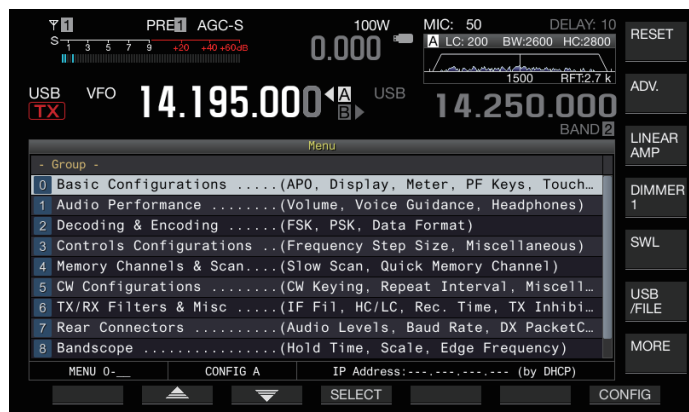 1 PRE1 AGC-S 100W MIC: 50 DELAY: 10
S 1 3 5 7 9 +20 +40 +60dB 0.000 A LC: 200 BW:2600 HC:2800
1500 RFT:2.7 k
USB VFO 14.195.000 A USB 14.250.000
TX B BAND 2
Menu
- Group -
0 Basic Configurations .....(APO, Display, Meter, PF Keys, Touch…
1 Audio Performance ........(Volume, Voice Guidance, Headphones)
2 Decoding & Encoding ......(FSK, PSK, Data Format)
3 Controls Configurations ..(Frequency Step Size, Miscellaneous)
4 Memory Channels & Scan....(Slow Scan, Quick Memory Channel)
5 CW Configurations ........(CW Keying, Repeat Interval, Miscell…
6 TX/RX Filters & Misc .....(IF Fil, HC/LC, Rec. Time, TX Inhibi…
7 Rear Connectors ..........(Audio Levels, Baud Rate, DX PacketC…
8 Bandscope ................(Hold Time, Scale, Edge Frequency)
MENU 0-__ CONFIG A IP Address:---.---.---.--- (by DHCP)
SELECT CONFIG
RESET
ADV.
LINEAR
AMP
DIMMER
1
SWL
USB
/FILE
MORE